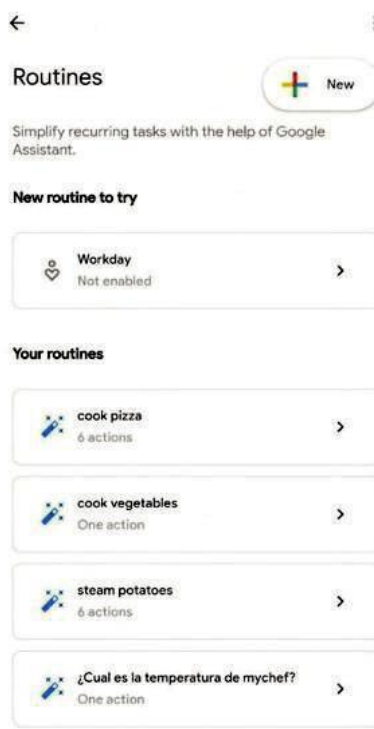 Routines
New
Simplify recurring tasks with the help of Google
Assistant.
New routine to try
Workday
Not enabled
Your routines
cook pizza
6 actions
cook vegetables
One action
steam potatoes
6 actions
¿Cual es la temperatura de mychef?
One action